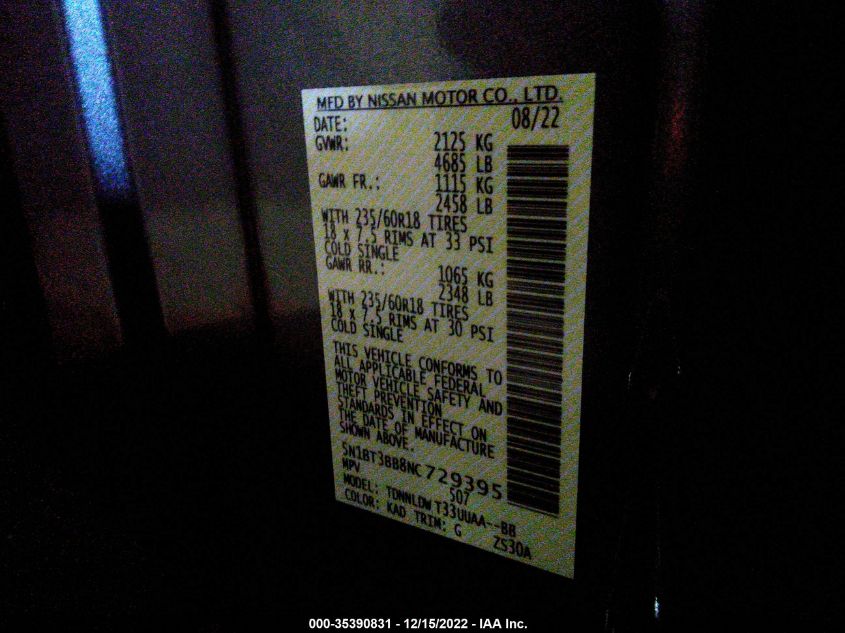 MFD BY NISSAN MOTOR CO., LTD.
DATE: 08/22
GVWR: 2125 KG
4685 LB
GAWR FR.: 1115 KG
2458 LB
WITH 235/60R18 TIRES
18 X 7.5 RIMS AT 33 PSI
COLD SINGLE
GAWR RR.: 1065 KG
2348 LB
WITH 235/60R18 TIRES
18 X 7.5 RIMS AT 30 PSI
COLD SINGLE
THIS VEHICLE CONFORMS TO
ALL APPLICABLE FEDERAL
MOTOR VEHICLE SAFETY AND
THEFT PREVENTION
STANDARDS IN EFFECT ON
THE DATE OF MANUFACTURE
SHOWN ABOVE.
5N1BT3BB8NC729395
MPV 507
MODEL: TDNNLDWT33UUAA--BB
COLOR: KAD TRIM: G ZS30A
000-35390831 - 12/15/2022 - IAA Inc.